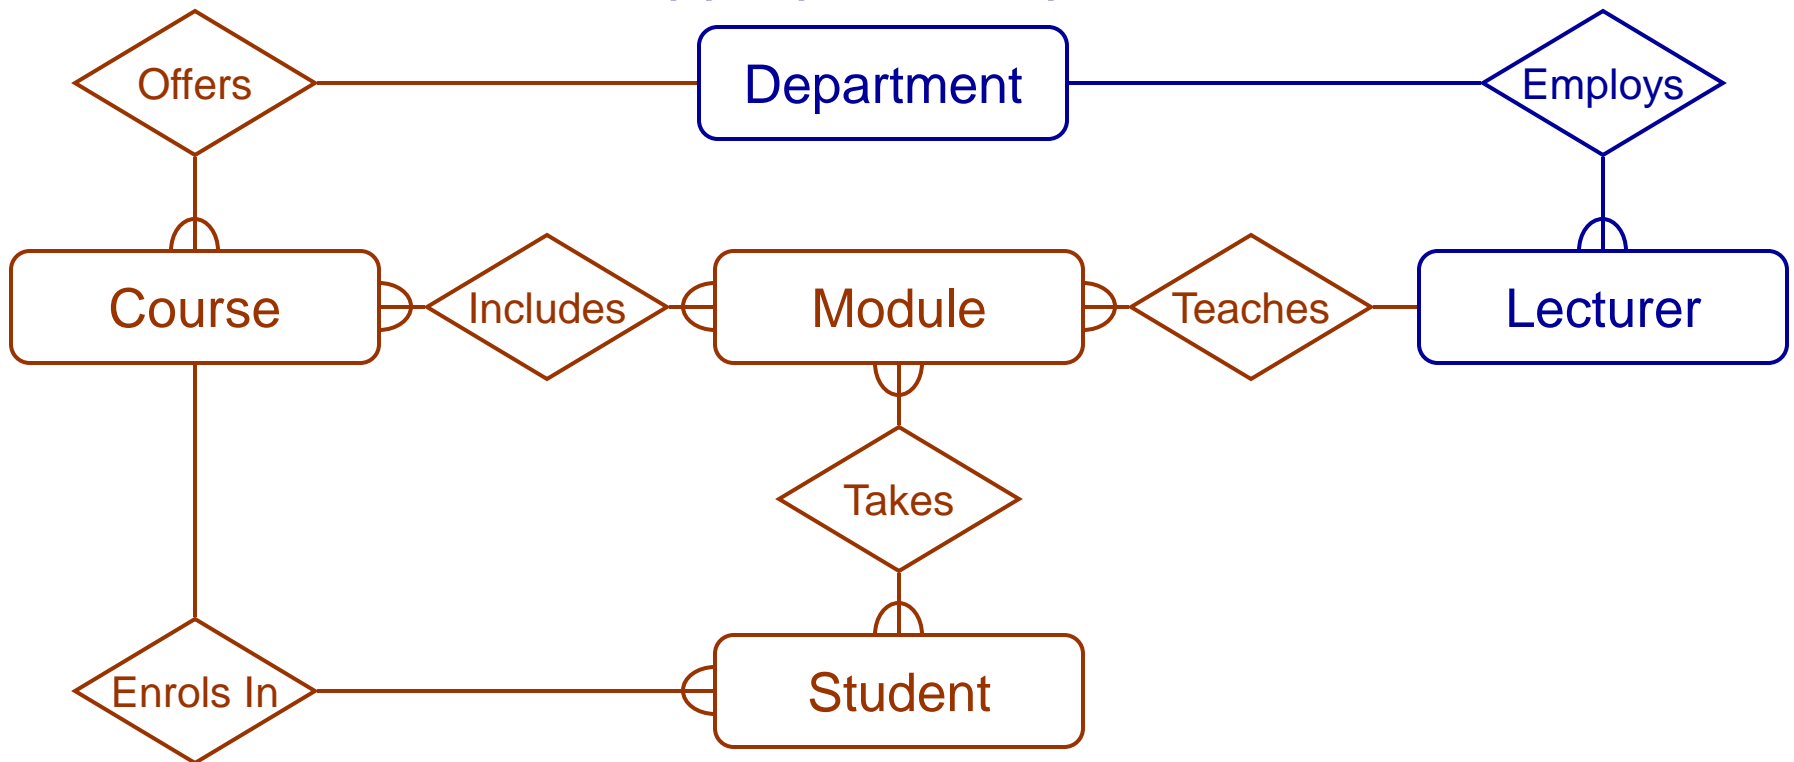 Offers
Department
Employs
Course
Includes
Module
Teaches
Lecturer
Takes
Enrols In
Student